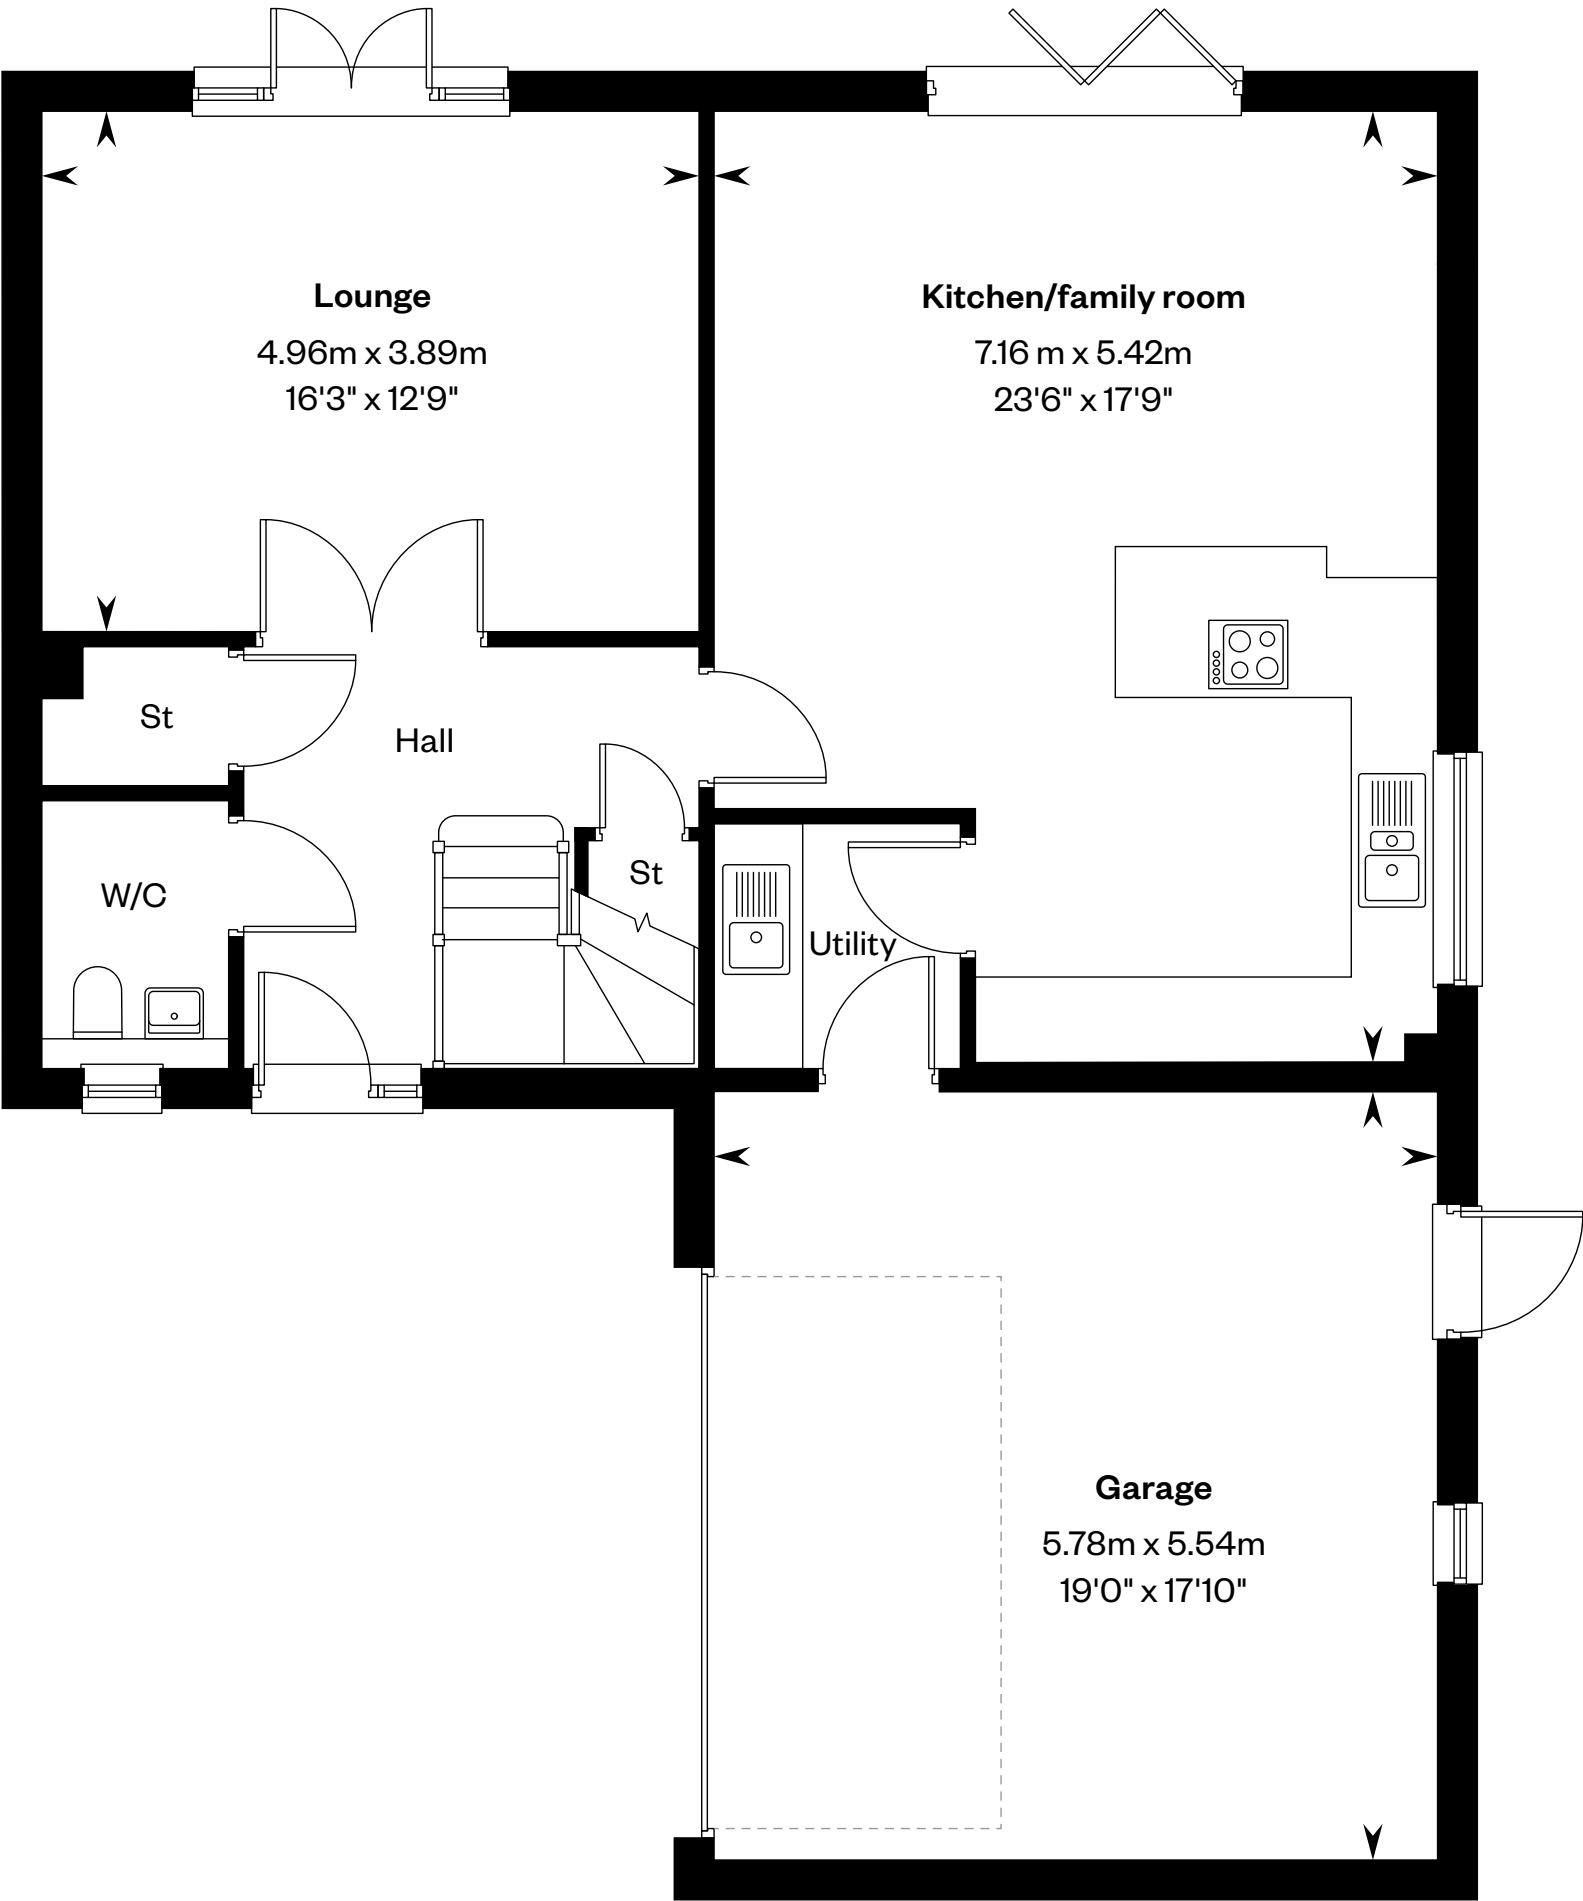 Lounge
4.96m x 3.89m
16'3" x 12'9"
Kitchen/family room
7.16 m x 5.42m
23'6" x 17'9"
St
Hall
St
W/C
Utility
Garage
5.78m x 5.54m
19'0" x 17'10"